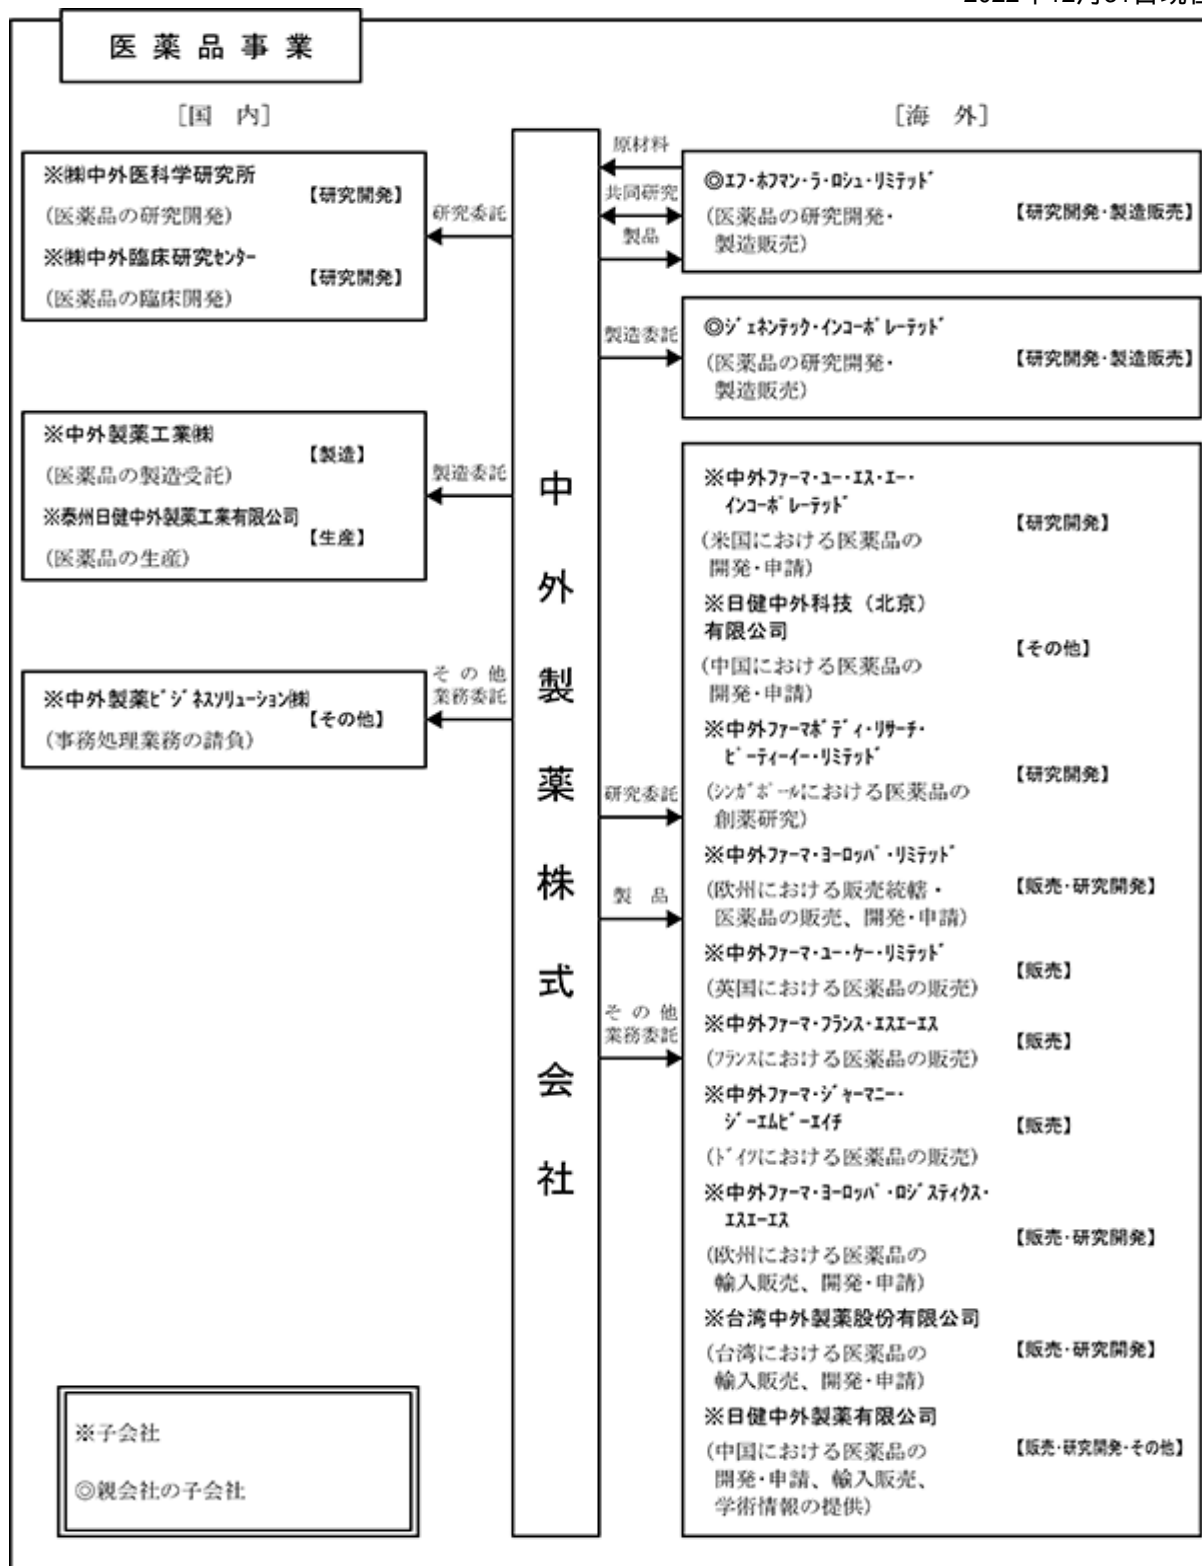 2022年12月31日現在
医薬品事業
［国 内］
［海 外］
※㈱中外医科学研究所
【研究開発】
(医薬品の研究開発)
※㈱中外臨床研究ｾﾝﾀｰ
【研究開発】
(医薬品の臨床開発)
研究委託
※中外製薬工業㈱
【製造】
(医薬品の製造受託)
※泰州日健中外製薬工業有限公司
【生産】
(医薬品の生産)
製造委託
※中外製薬ﾋﾞｼﾞﾈｽｿﾘｭｰｼｮﾝ㈱
【その他】
(事務処理業務の請負)
その他
業務委託
中外製薬株式会社
原材料
共同研究
製品
◎ｴﾌ・ﾎﾌﾏﾝ・ﾗ・ﾛｼｭ・ﾘﾐﾃｯﾄﾞ
(医薬品の研究開発・
製造販売)
【研究開発・製造販売】
製造委託
◎ｼﾞｪﾈﾝﾃｯｸ・ｲﾝｺｰﾎﾟﾚｰﾃｯﾄﾞ
(医薬品の研究開発・
製造販売)
【研究開発・製造販売】
研究委託
製 品
その他
業務委託
※中外ﾌｧｰﾏ・ﾕｰ・ｴｽ・ｴｰ・
ｲﾝｺｰﾎﾟﾚｰﾃｯﾄﾞ
【研究開発】
(米国における医薬品の
開発・申請)
※日健中外科技（北京）
有限公司
【その他】
(中国における医薬品の
開発・申請)
※中外ﾌｧｰﾏﾎﾞﾃﾞｨ・ﾘｻｰﾁ・
ﾋﾟｰﾃｨｰｲｰ・ﾘﾐﾃｯﾄﾞ
【研究開発】
(ｼﾝｶﾞﾎﾟｰﾙにおける医薬品の
創薬研究)
※中外ﾌｧｰﾏ・ﾖｰﾛｯﾊﾟ・ﾘﾐﾃｯﾄﾞ
【販売・研究開発】
(欧州における販売統轄・
医薬品の販売、開発・申請)
※中外ﾌｧｰﾏ・ﾕｰ・ｹｰ・ﾘﾐﾃｯﾄﾞ
【販売】
(英国における医薬品の販売)
※中外ﾌｧｰﾏ・ﾌﾗﾝｽ・ｴｽｴｰｴｽ
【販売】
(ﾌﾗﾝｽにおける医薬品の販売)
※中外ﾌｧｰﾏ・ｼﾞｬｰﾏﾆｰ・
ｼﾞｰｴﾑﾋﾞｰｴｲﾁ
【販売】
(ﾄﾞｲﾂにおける医薬品の販売)
※中外ﾌｧｰﾏ・ﾖｰﾛｯﾊﾟ・ﾛｼﾞｽﾃｨｸｽ・
ｴｽｴｰｴｽ
【販売・研究開発】
(欧州における医薬品の
輸入販売、開発・申請)
※台湾中外製薬股份有限公司
【販売・研究開発】
(台湾における医薬品の
輸入販売、開発・申請)
※日健中外製薬有限公司
【販売・研究開発・その他】
(中国における医薬品の
開発・申請、輸入販売、
学術情報の提供)
※子会社
◎親会社の子会社